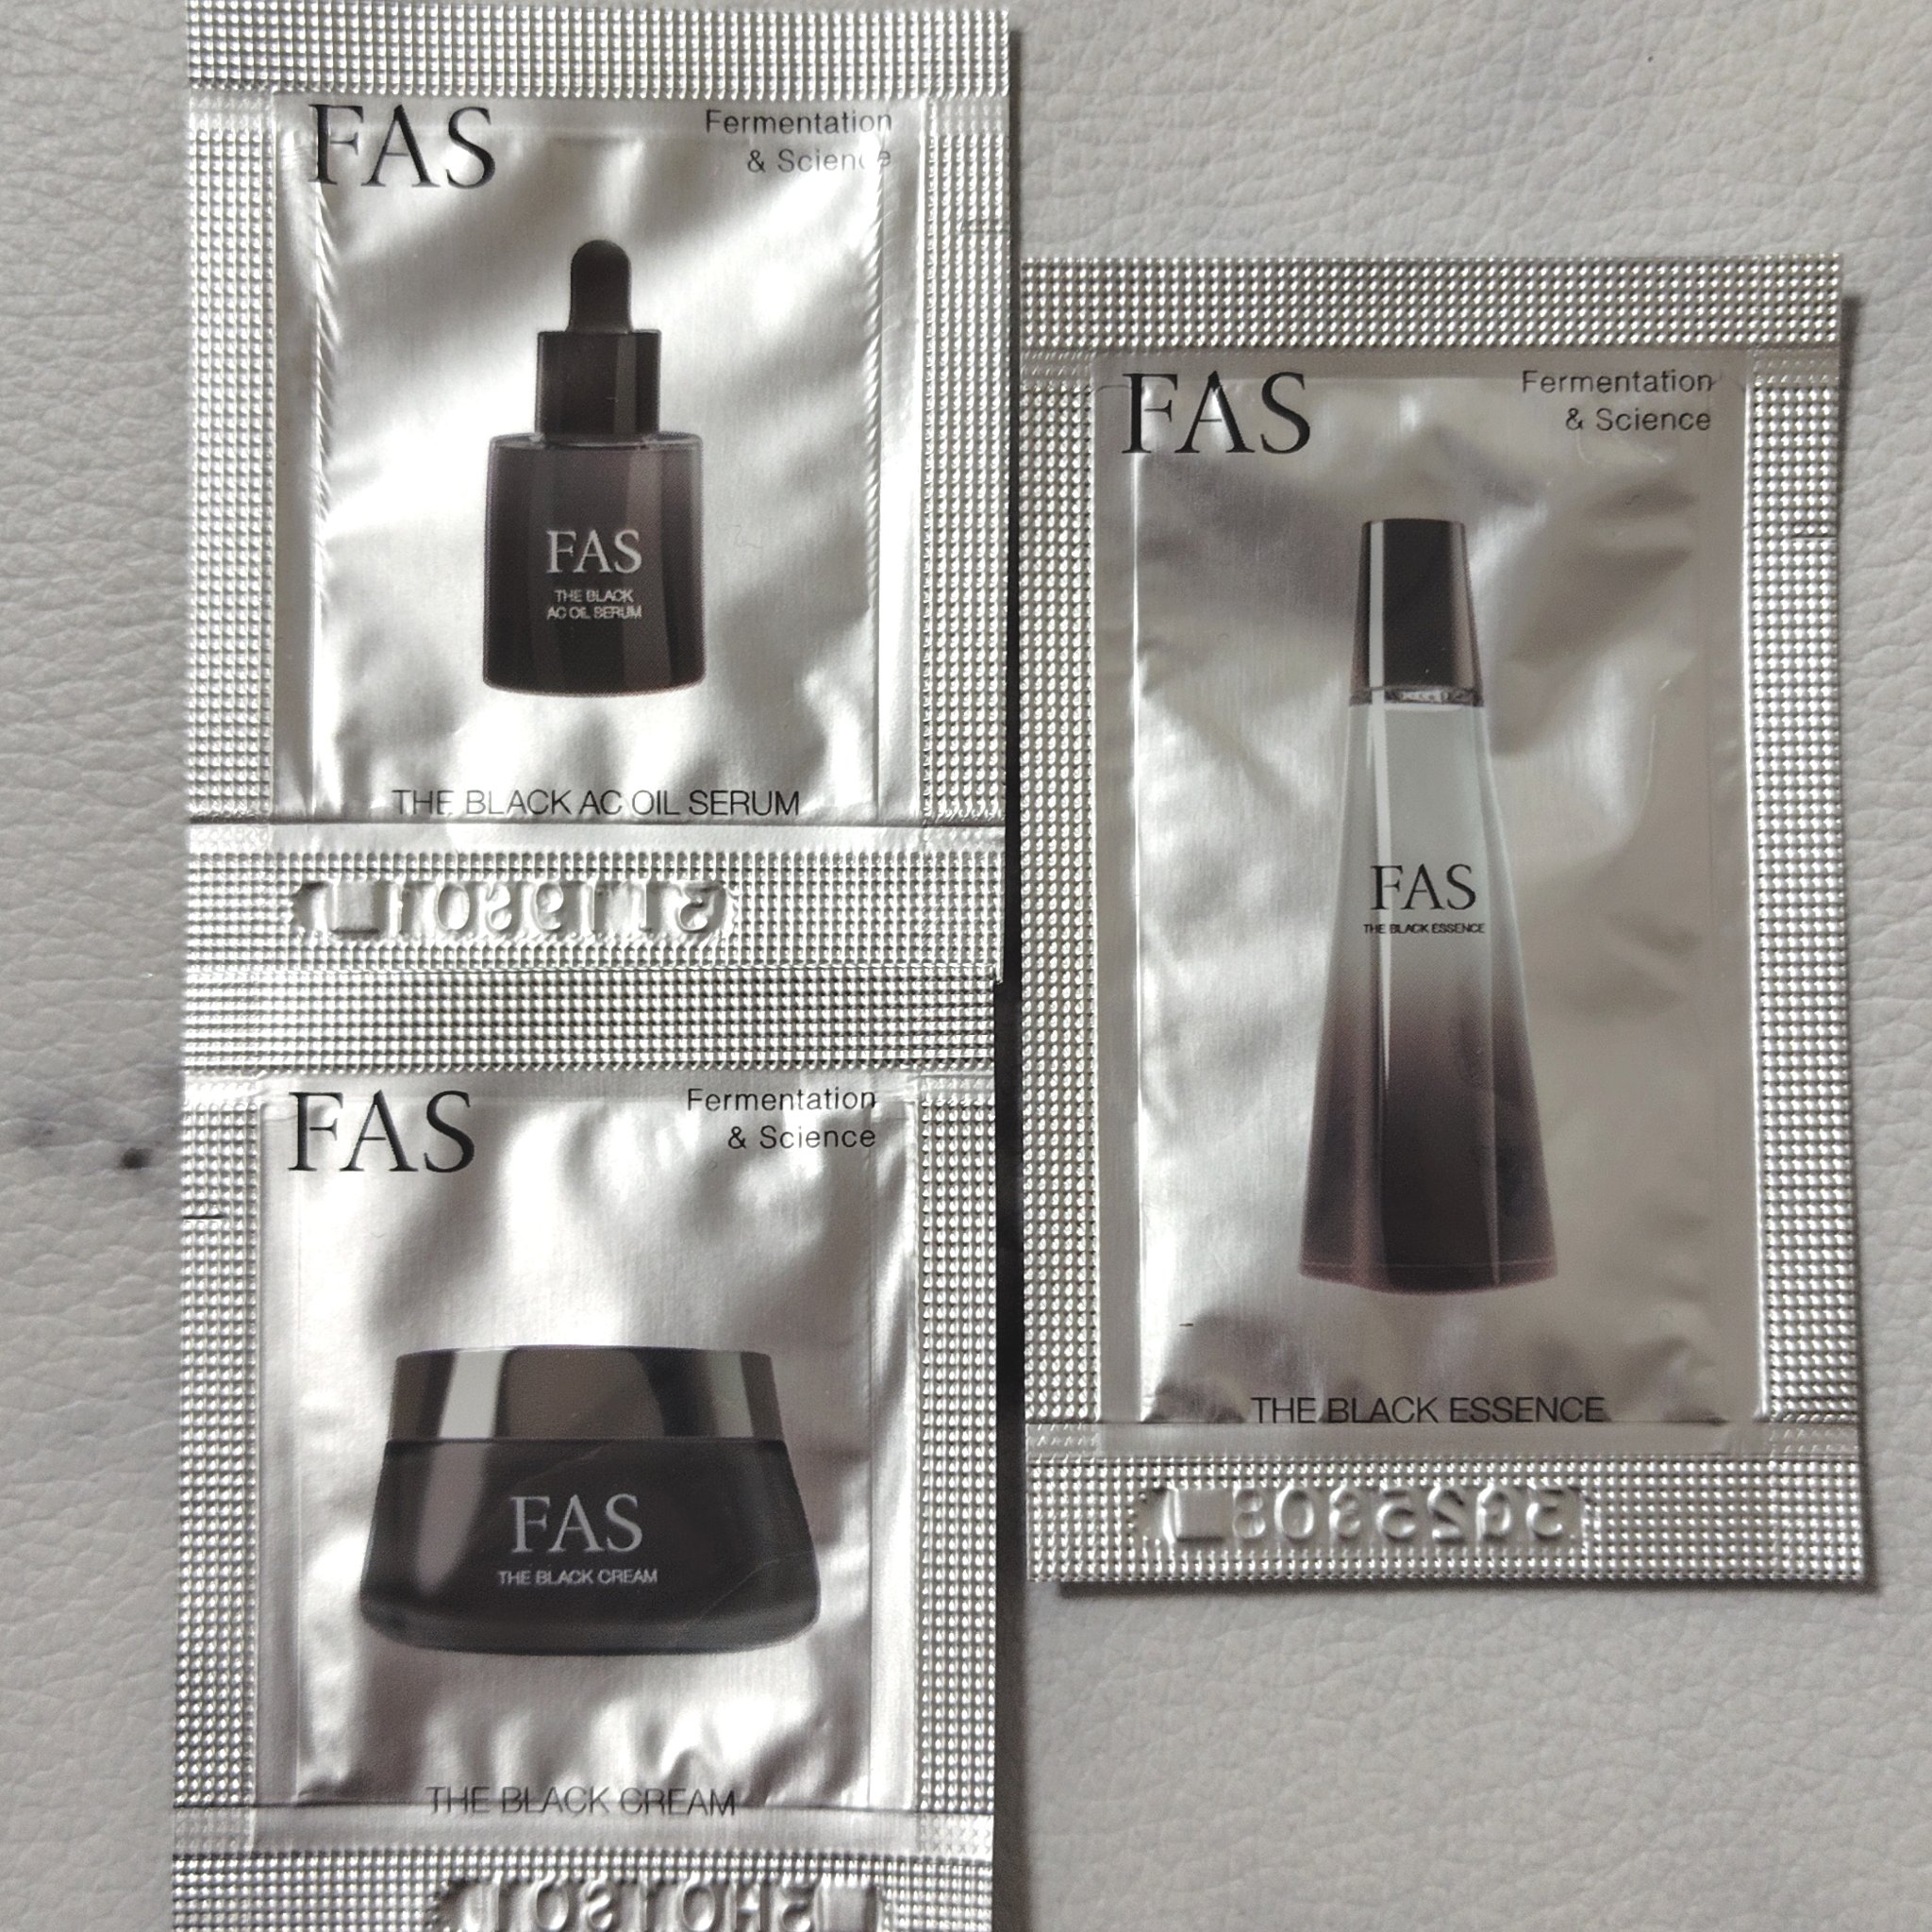 FAS
Fermentation
& Science
FAS
THE BLACK
AC OIL SERUM
THE BLACK AC OIL SERUM
FAS
Fermentation
& Science
FAS
THE BLACK CREAM
THE BLACK CREAM
FAS
Fermentation
& Science
FAS
THE BLACK ESSENCE
THE BLACK ESSENCE